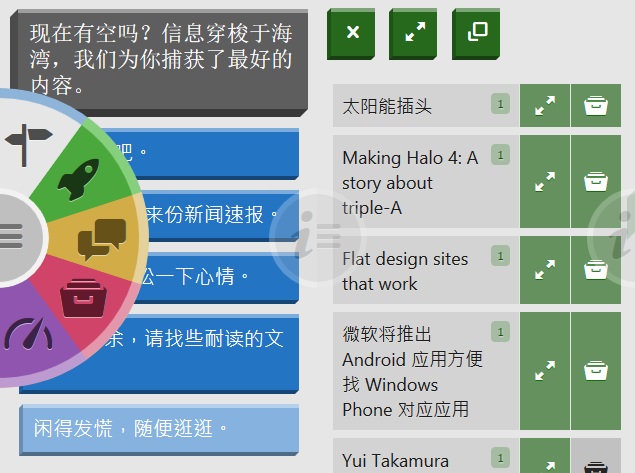 现在有空吗？信息穿梭于海
湾，我们为你捕获了最好的
内容。
吧。
来份新闻速报。
一下心情。
余，请找些耐读的文
闲得发慌，随便逛逛。
太阳能插头
1
Making Halo 4: A
story about
triple-A
1
Flat design sites
that work
1
微软将推出
Android 应用方便
找 Windows
Phone 对应应用
1
Yui Takamura
1